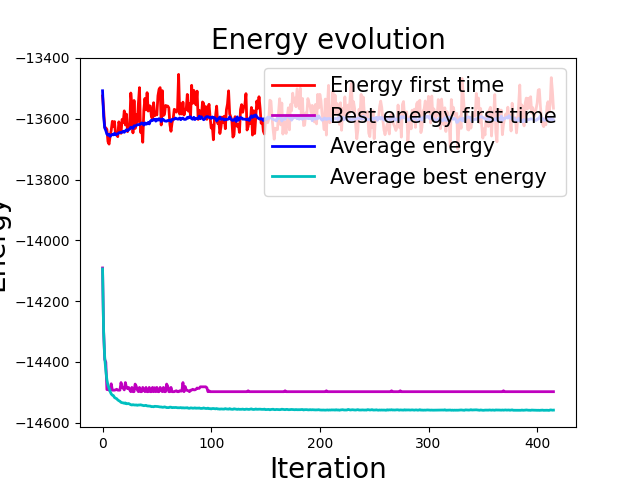 Energy evolution
Energy first time
Best energy first time
Average energy
Average best energy
−13400
−13600
−13800
−14000
−14200
−14400
−14600
0 100 200 300 400
Energy
Iteration